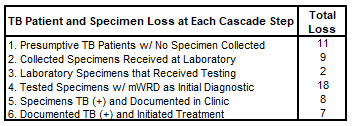 TB Patient and Specimen Loss at Each Cascade Step Total Loss
1. Presumptive TB Patients w/ No Specimen Collected 11
2. Collected Specimens Received at Laboratory 9
3. Laboratory Specimens that Received Testing 2
4. Tested Specimens w/ mWRD as Initial Diagnostic 18
5. Specimens TB (+) and Documented in Clinic 8
6. Documented TB (+) and Initiated Treatment 7